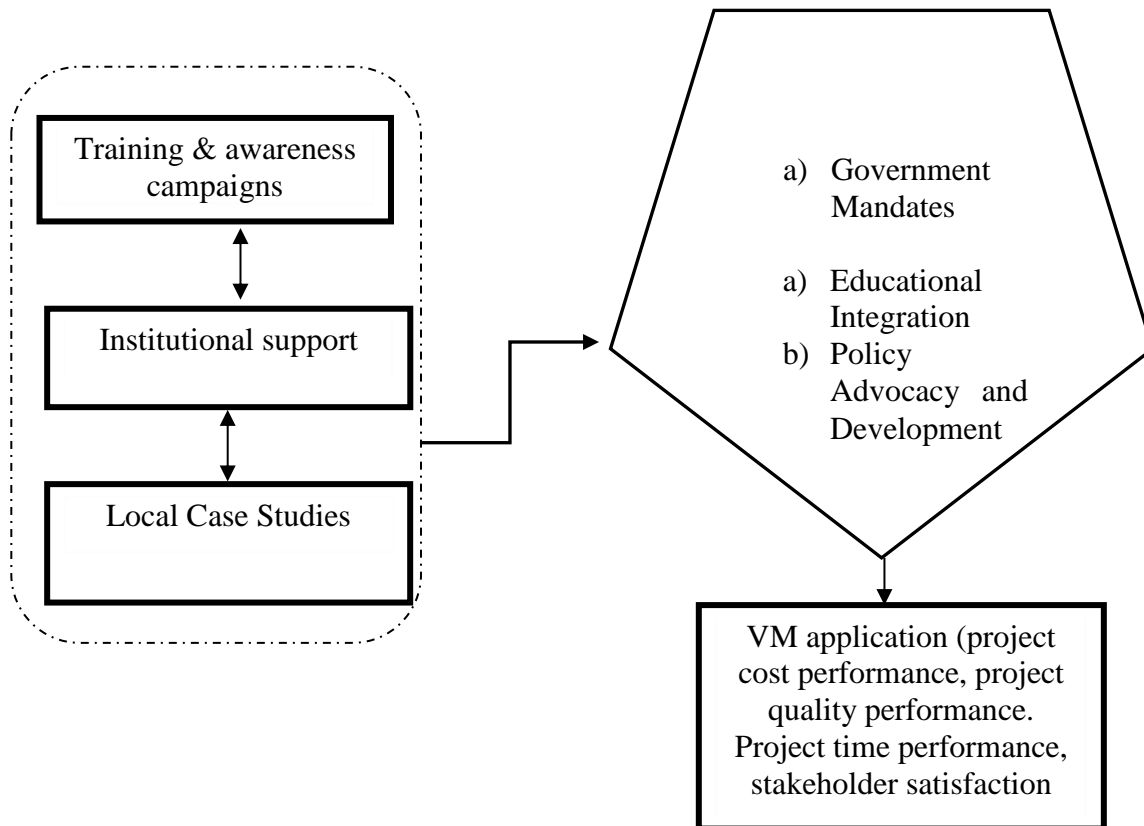 Training & awareness
campaigns
Institutional support
Local Case Studies
a) Government
Mandates
a) Educational
Integration
b) Policy
Advocacy and
Development
VM application (project
cost performance, project
quality performance.
Project time performance,
stakeholder satisfaction